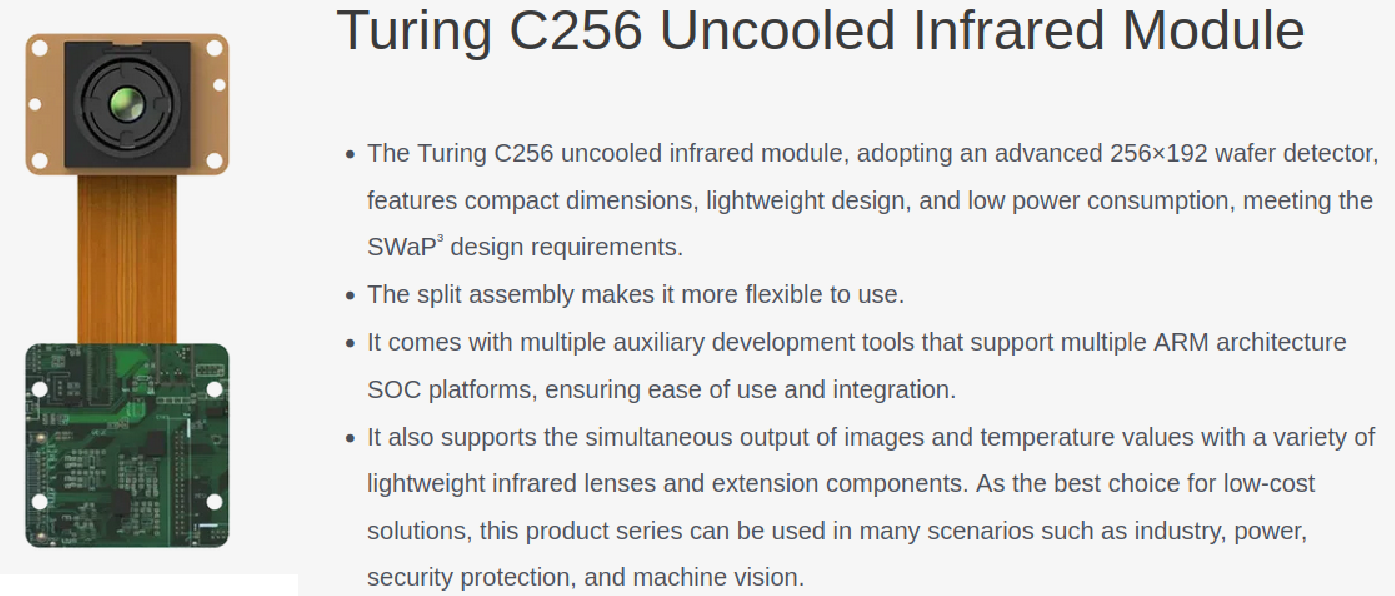 Turing C256 Uncooled Infrared Module
The Turing C256 uncooled infrared module, adopting an advanced 256×192 wafer detector,
features compact dimensions, lightweight design, and low power consumption, meeting the
SWaP³ design requirements.
The split assembly makes it more flexible to use.
It comes with multiple auxiliary development tools that support multiple ARM architecture
SOC platforms, ensuring ease of use and integration.
It also supports the simultaneous output of images and temperature values with a variety of
lightweight infrared lenses and extension components. As the best choice for low-cost
solutions, this product series can be used in many scenarios such as industry, power,
security protection, and machine vision.